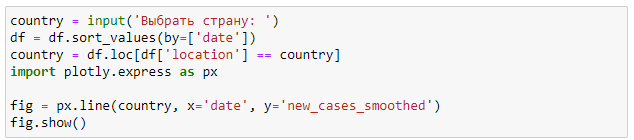 country = input('Выбрать страну: ')
df = df.sort_values(by=['date'])
country = df.loc[df['location'] == country]
import plotly.express as px
fig = px.line(country, x='date', y='new_cases_smoothed')
fig.show()